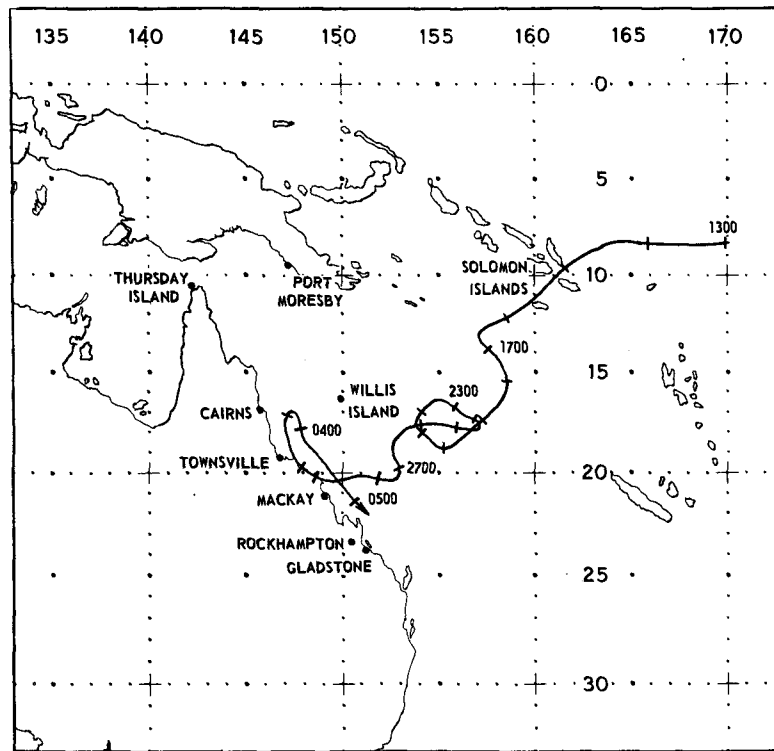 135 140 145 150 155 160 165 170
0
5
1300
SOLOMON
ISLANDS
10
THURSDAY
ISLAND
PORT
MORESBY
1700
15
WILLIS
ISLAND
2300
CAIRNS
0400
TOWNSVILLE
2700
20
MACKAY
0500
ROCKHAMPTON
GLADSTONE
25
30